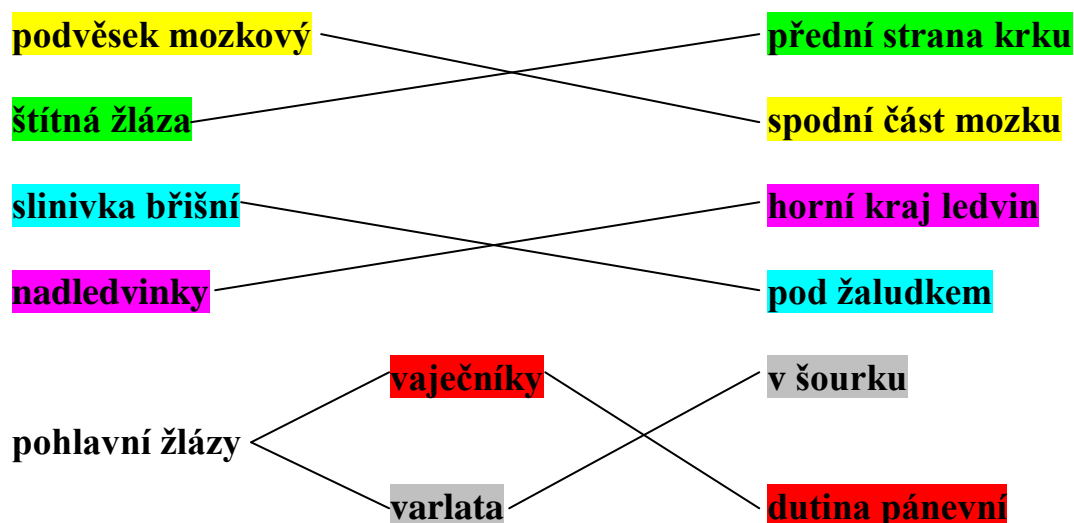 podvěsek mozkový přední strana krku
štítná žláza spodní část mozku
slinivka břišní horní kraj ledvin
nadledvinky pod žaludkem
vaječníky v šourku
pohlavní žlázy
varlata dutina pánevní